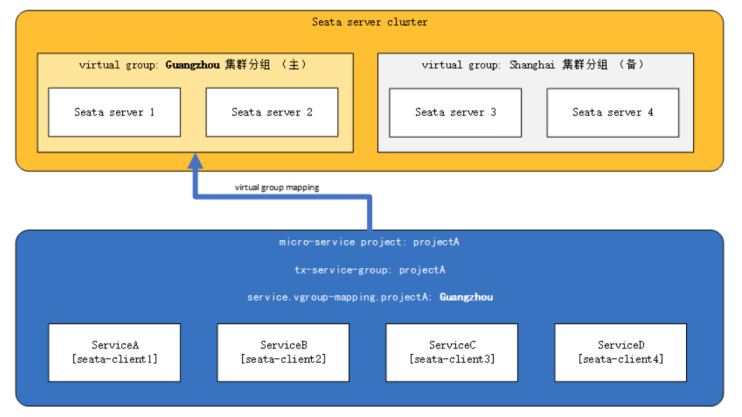 Seata server cluster
virtual group: Guangzhou 集群分组 （主）
virtual group: Shanghai 集群分组 （备）
Seata server 1
Seata server 2
Seata server 3
Seata server 4
virtual group mapping
micro-service project: projectA
tx-service-group: projectA
service.vgroup-mapping.projectA: Guangzhou
ServiceA
[seata-client1]
ServiceB
[seata-client2]
ServiceC
[seata-client3]
ServiceD
[seata-client4]